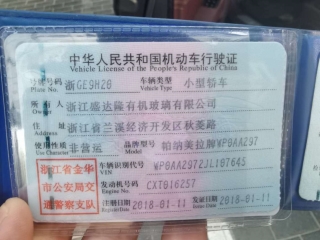 中华人民共和国机动车行驶证
Vehicle License of the People's Republic of China
号牌号码 浙GE9H26 车辆类型 小型轿车
Plate No. Vehicle Type
所有人 浙江盛达隆有机玻璃有限公司
Owner
住址 浙江省兰溪经济开发区秋菱路
Address
使用性质 非营运 品牌型号 帕纳美拉牌WP0AA297
Use Character Model
浙江省金华
市公安局交
通警察支队
车辆识别代号 WP0AA2972JL107645
VIN
发动机号码 CXT0162S7
Engine No.
注册日期 2018-01-11 发证日期 2018-01-11
Register Date Issue Date